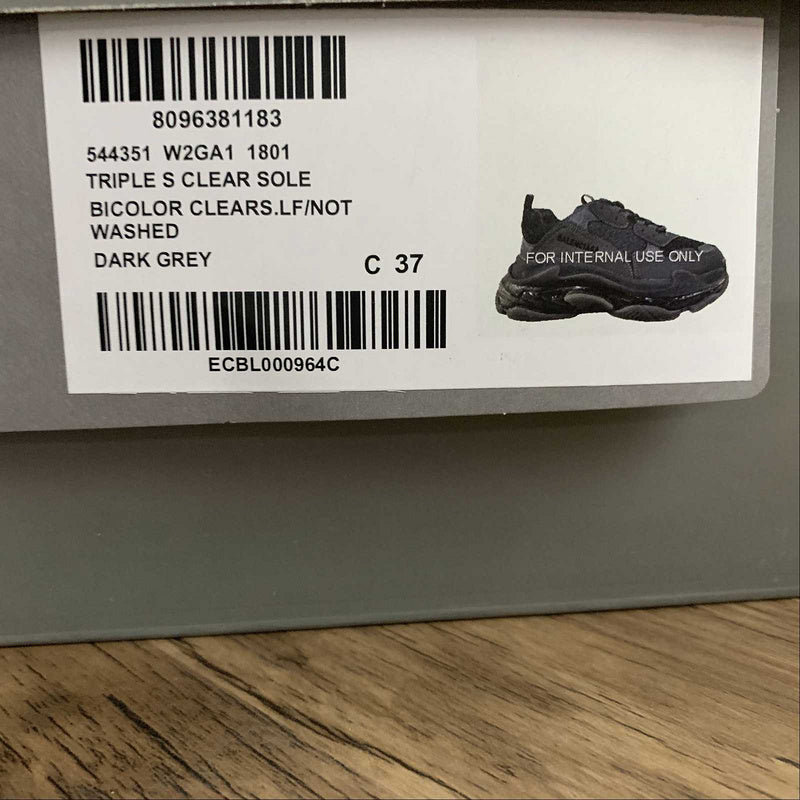 8096381183
544351 W2GA1 1801
TRIPLE S CLEAR SOLE
BICOLOR CLEARS.LF/NOT
WASHED
DARK GREY
C 37
ECBL000964C
BALENCIAGA
FOR INTERNAL USE ONLY